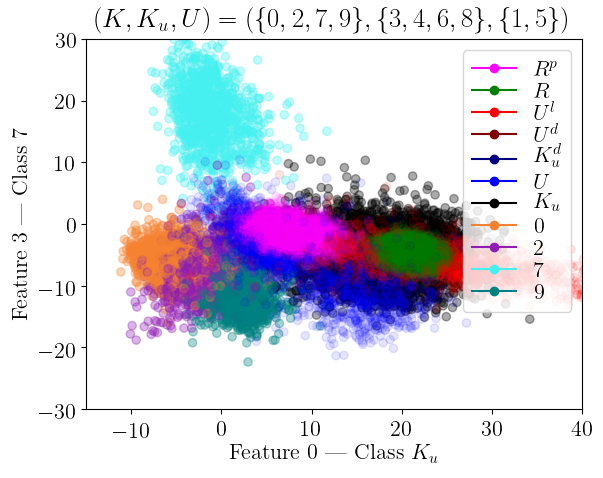 (K, K_u, U) = ({0, 2, 7, 9}, {3, 4, 6, 8}, {1, 5})
30
20
10
0
−10
−20
−30
Feature 3 — Class 7
R^p
R
U^l
U^d
K_u^d
U
K_u
0
2
7
9
−10
0
10
20
30
40
Feature 0 — Class K_u